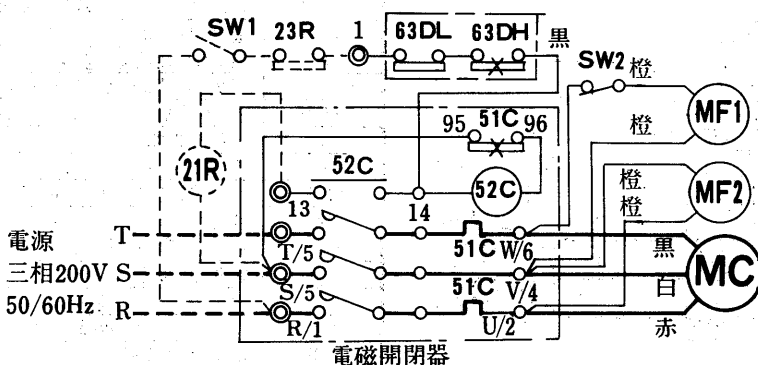 SW1 23R 1 63DL 63DH 黒
SW2 橙
MF1
橙
95 51C 96
21R
52C
52C
橙
MF2
橙
13 14
電源
三相200V
50/60Hz
T
T/5
51C W/6
黒
S
S/5
51C V/4
白
MC
R
R/1
U/2
赤
電磁開閉器